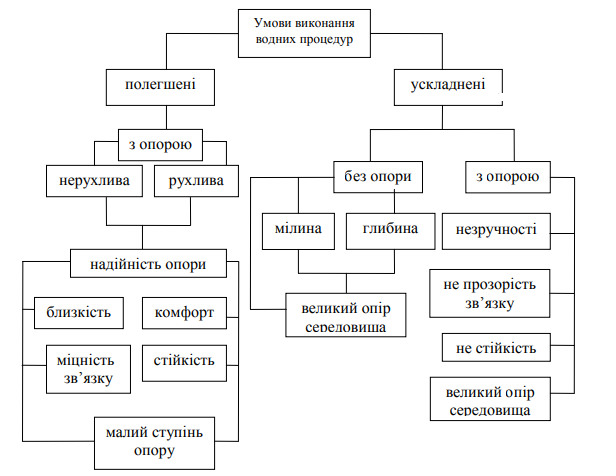 Умови виконання
водних процедур
полегшені
ускладнені
з опорою
нерухлива
рухлива
без опори
з опорою
мілина
глибина
незручності
надійність опори
близкість
комфорт
великий опір
середовища
не прозорість
зв’язку
міцність
зв’язку
стійкість
не стійкість
великий опір
середовища
малий ступінь
опору